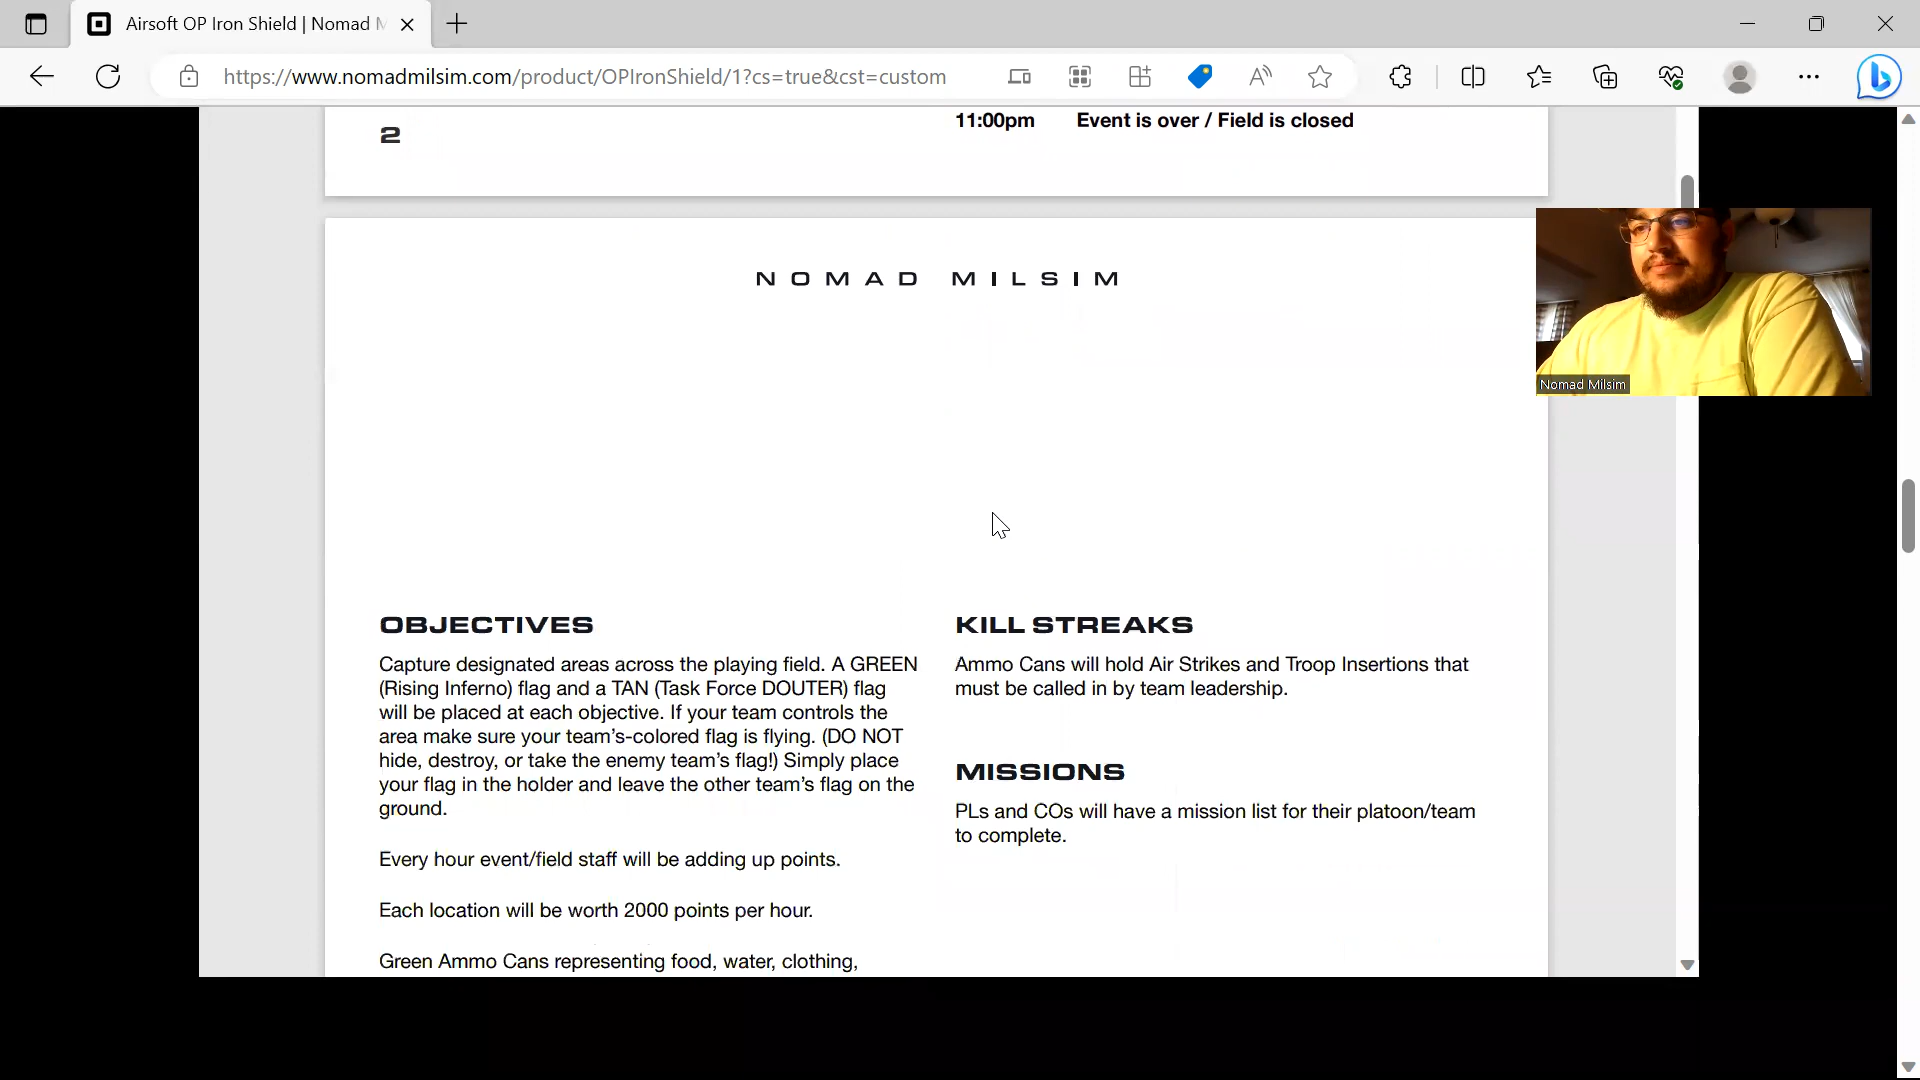 Airsoft OP Iron Shield | Nomad M
https://www.nomadmilsim.com/product/OPIronShield/1?cs=true&cst=custom
2
11:00pm Event is over / Field is closed
NOMAD MILSIM
Nomad Milsim
OBJECTIVES
Capture designated areas across the playing field. A GREEN
(Rising Inferno) flag and a TAN (Task Force DOUTER) flag
will be placed at each objective. If your team controls the
area make sure your team's-colored flag is flying. (DO NOT
hide, destroy, or take the enemy team's flag!) Simply place
your flag in the holder and leave the other team's flag on the
ground.
Every hour event/field staff will be adding up points.
Each location will be worth 2000 points per hour.
Green Ammo Cans representing food, water, clothing,
KILL STREAKS
Ammo Cans will hold Air Strikes and Troop Insertions that
must be called in by team leadership.
MISSIONS
PLs and COs will have a mission list for their platoon/team
to complete.